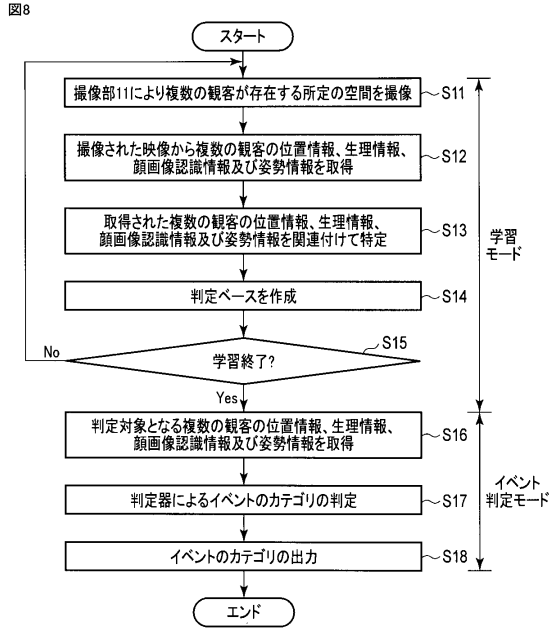 図8
スタート
撮像部11により複数の観客が存在する所定の空間を撮像
S11
撮像された映像から複数の観客の位置情報、生理情報、
顔画像認識情報及び姿勢情報を取得
S12
取得された複数の観客の位置情報、生理情報、
顔画像認識情報及び姿勢情報を関連付けて特定
S13
学習
モード
判定ベースを作成
S14
S15
No
学習終了?
Yes
判定対象となる複数の観客の位置情報、生理情報、
顔画像認識情報及び姿勢情報を取得
S16
イベント
判定モード
判定器によるイベントのカテゴリの判定
S17
イベントのカテゴリの出力
S18
エンド